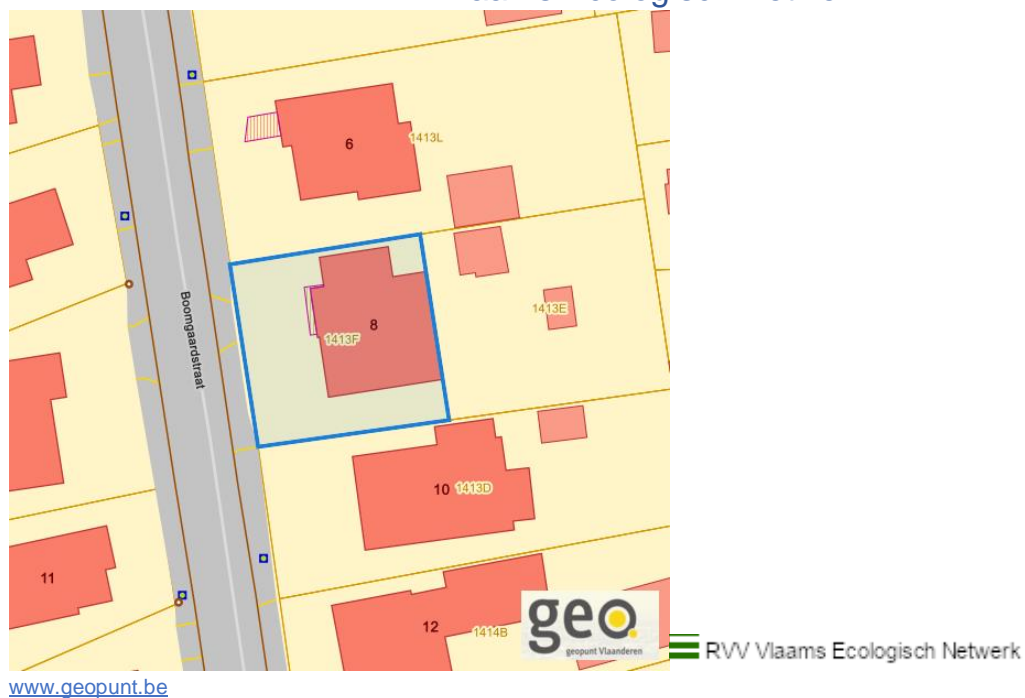 6
1413L
8
1413F
1413E
Boomgaardstraat
10
1413D
11
12
1414B
geo
geopunt Vlaanderen
RVV Vlaams Ecologisch Netwerk
www.geopunt.be